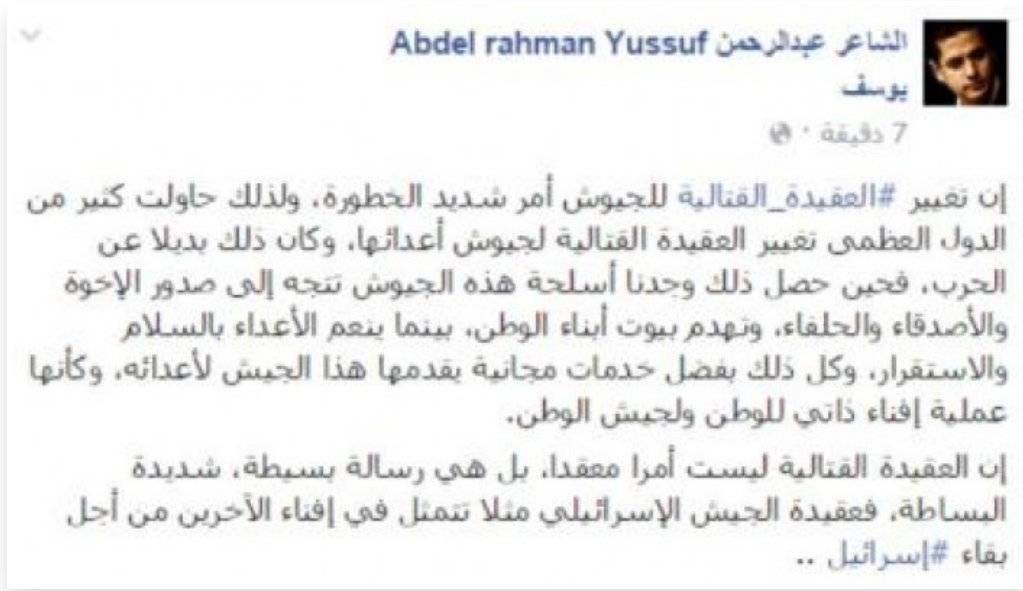 Abdel rahman Yussuf الشاعر عبدالرحمن
يوسف
7 دقيقة ·
إن تغيير #العقيدة_القتالية للجيوش أمر شديد الخطورة، ولذلك حاولت كثير من
الدول العظمى تغيير العقيدة القتالية لجيوش أعدائها، وكان ذلك بديلا عن
الحرب، فحين حصل ذلك وجدنا أسلحة هذه الجيوش تتجه إلى صدور الإخوة
والأصدقاء والحلفاء، وتهدم بيوت أبناء الوطن، بينما ينعم الأعداء بالسلام
والاستقرار، وكل ذلك بفضل خدمات مجانية يقدمها هذا الجيش لأعدائه، وكأنها
عملية إفناء ذاتي للوطن ولجيش الوطن.
إن العقيدة القتالية ليست أمرا معقدا، بل هي رسالة بسيطة، شديدة
البساطة، فعقيدة الجيش الإسرائيلي مثلا تتمثل في إفناء الآخرين من أجل
بقاء #إسرائيل ..